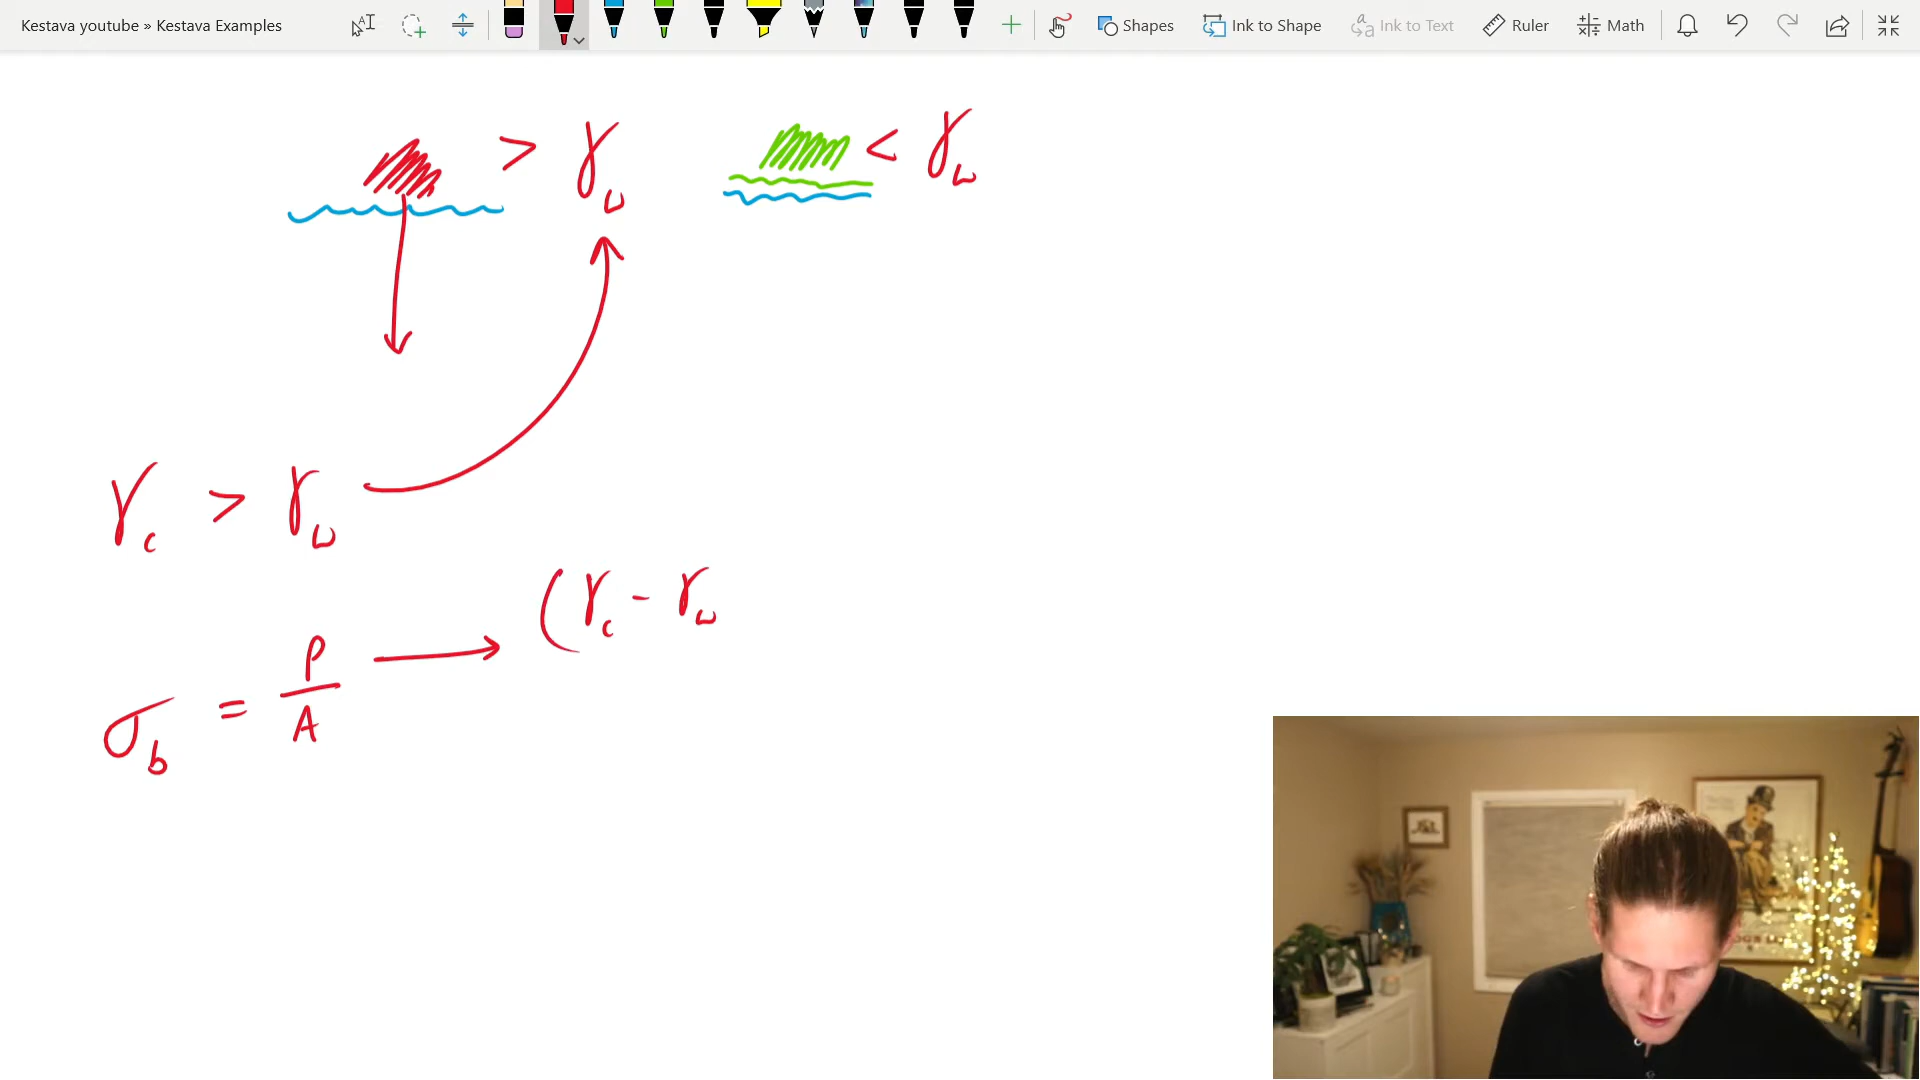 Kestava youtube » Kestava Examples
Shapes
Ink to Shape
Ink to Text
Ruler
Math
> γw
< γw
γc > γw
(γc - γw
σb = P/A